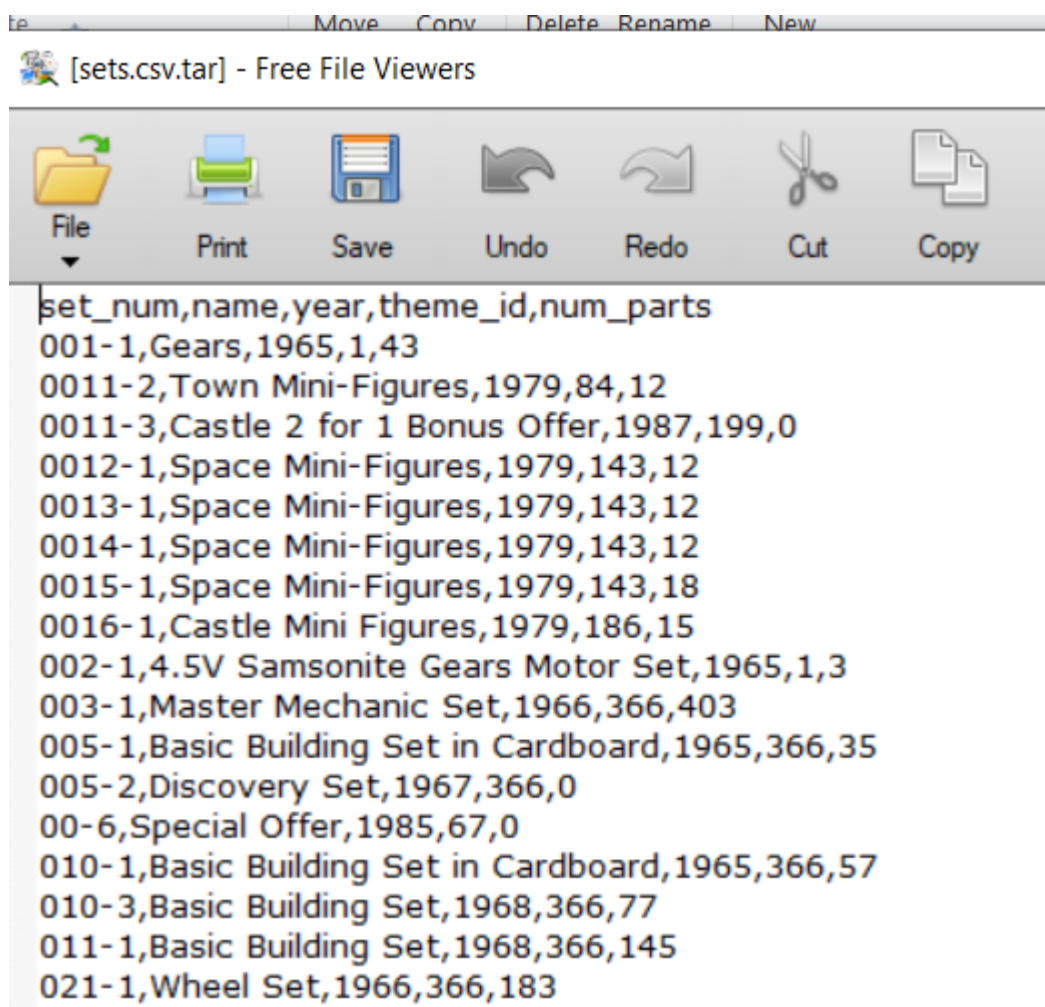 Move Copy Delete Rename New
[sets.csv.tar] - Free File Viewers
File Print Save Undo Redo Cut Copy
set_num,name,year,theme_id,num_parts
001-1,Gears,1965,1,43
0011-2,Town Mini-Figures,1979,84,12
0011-3,Castle 2 for 1 Bonus Offer,1987,199,0
0012-1,Space Mini-Figures,1979,143,12
0013-1,Space Mini-Figures,1979,143,12
0014-1,Space Mini-Figures,1979,143,12
0015-1,Space Mini-Figures,1979,143,18
0016-1,Castle Mini Figures,1979,186,15
002-1,4.5V Samsonite Gears Motor Set,1965,1,3
003-1,Master Mechanic Set,1966,366,403
005-1,Basic Building Set in Cardboard,1965,366,35
005-2,Discovery Set,1967,366,0
00-6,Special Offer,1985,67,0
010-1,Basic Building Set in Cardboard,1965,366,57
010-3,Basic Building Set,1968,366,77
011-1,Basic Building Set,1968,366,145
021-1,Wheel Set,1966,366,183